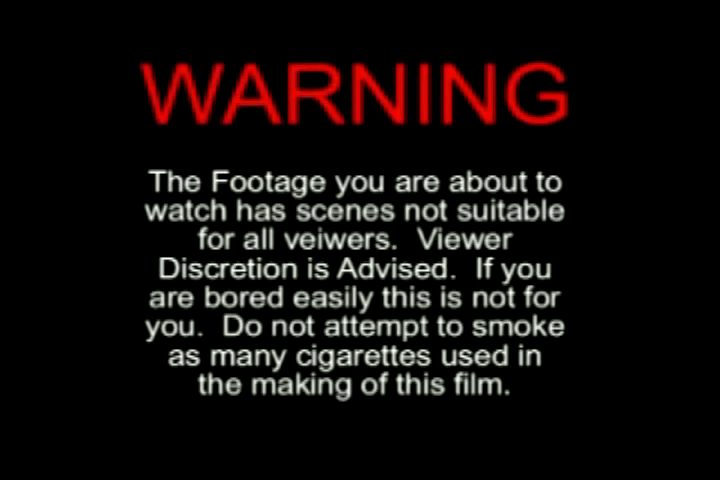 WARNING
The Footage you are about to
watch has scenes not suitable
for all veiwers.  Viewer
Discretion is Advised.  If you
are bored easily this is not for
you.  Do not attempt to smoke
as many cigarettes used in
the making of this film.